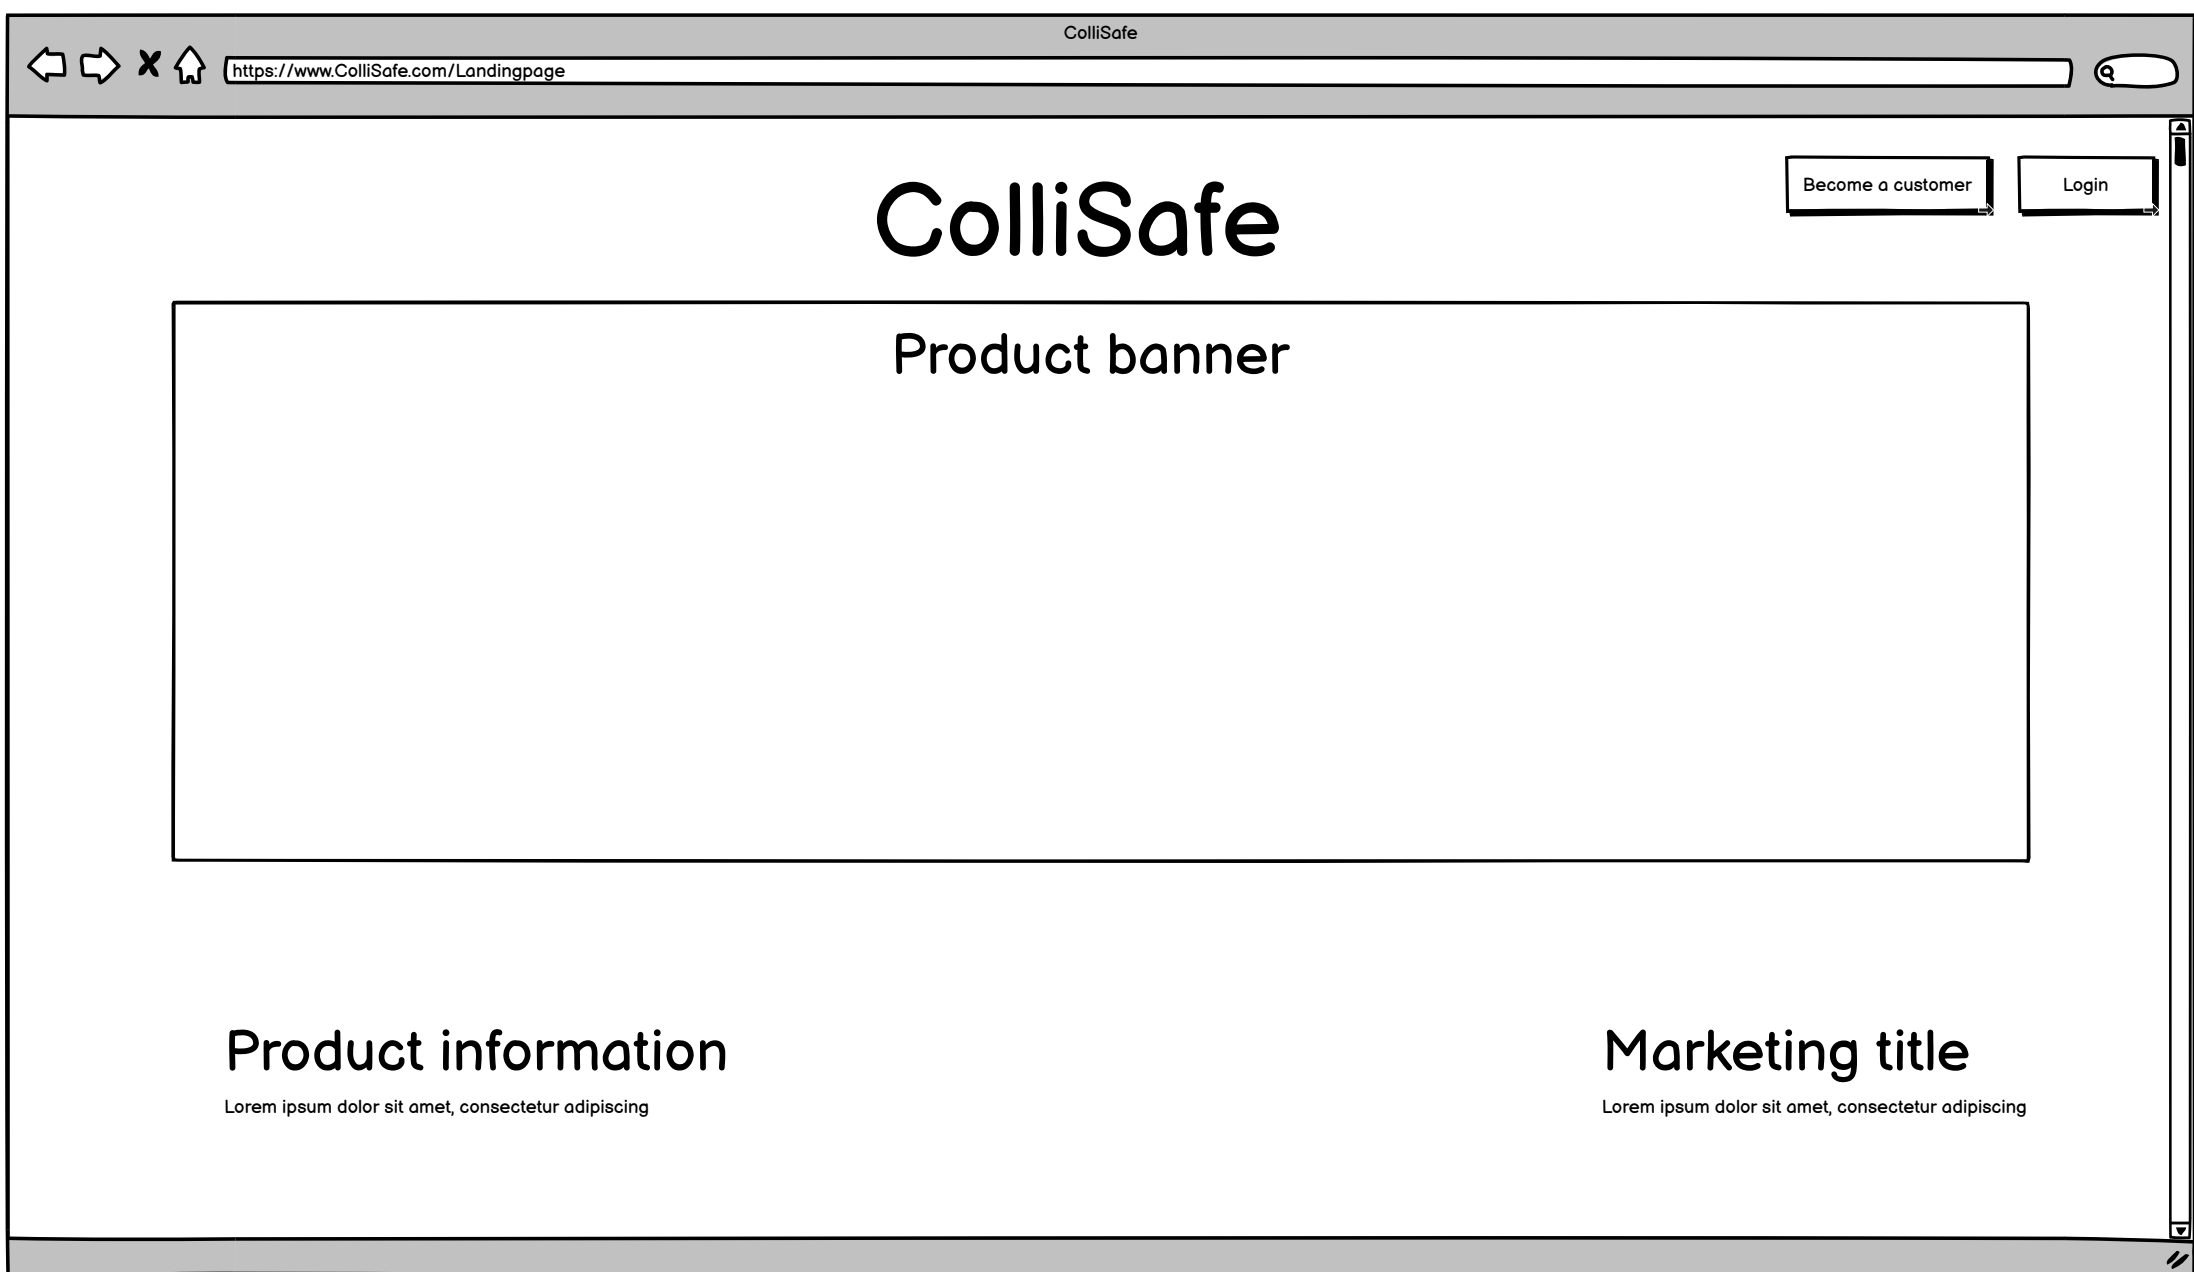 ColliSafe
https://www.ColliSafe.com/Landingpage
Become a customer
Login
ColliSafe
Product banner
Product information
Lorem ipsum dolor sit amet, consectetur adipiscing
Marketing title
Lorem ipsum dolor sit amet, consectetur adipiscing